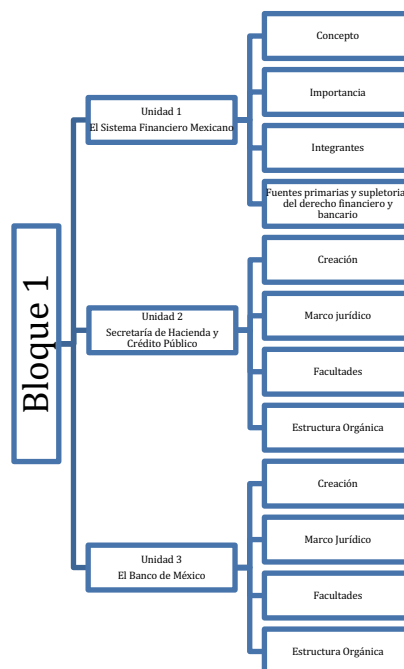 Bloque 1
Unidad 1
El Sistema Financiero Mexicano
Concepto
Importancia
Integrantes
Fuentes primarias y supletoria
del derecho financiero y
bancario
Unidad 2
Secretaría de Hacienda y
Crédito Público
Creación
Marco jurídico
Facultades
Estructura Orgánica
Unidad 3
El Banco de México
Creación
Marco Jurídico
Facultades
Estructura Orgánica